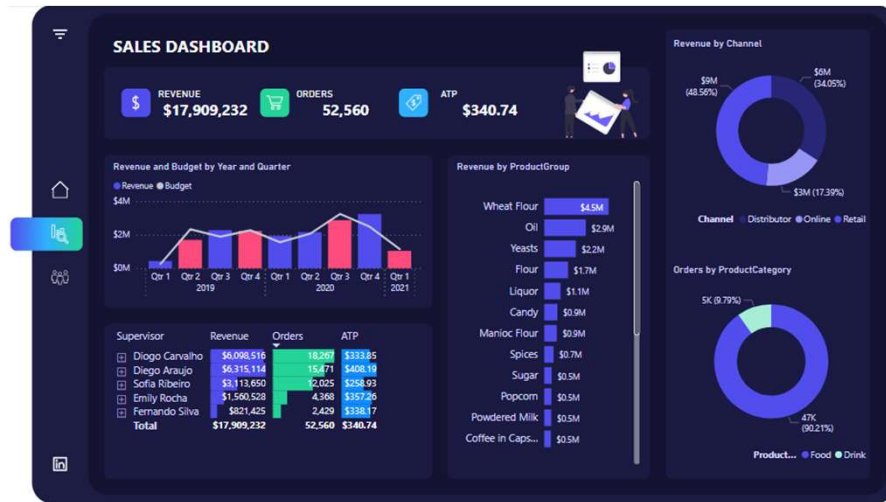 SALES DASHBOARD
REVENUE
$17,909,232
ORDERS
52,560
ATP
$340.74
Revenue and Budget by Year and Quarter
Revenue Budget
$4M
$2M
$0M
Qtr 1 Qtr 2 Qtr 3 Qtr 4 Qtr 1 Qtr 2 Qtr 3 Qtr 4 Qtr 1
2019 2020 2021
Supervisor Revenue Orders ATP
Diogo Carvalho $6,098,516 18,267 $333.85
Diego Araujo $6,315,114 15,471 $408.19
Sofia Ribeiro $3,113,650 12,025 $258.93
Emily Rocha $1,560,528 4,368 $357.26
Fernando Silva $821,425 2,429 $338.17
Total $17,909,232 52,560 $340.74
Revenue by ProductGroup
Wheat Flour $4.5M
Oil $2.9M
Yeasts $2.2M
Flour $1.7M
Liquor $1.1M
Candy $0.9M
Manioc Flour $0.9M
Spices $0.7M
Sugar $0.5M
Popcorn $0.5M
Powdered Milk $0.5M
Coffee in Caps... $0.5M
Revenue by Channel
$9M
(48.56%)
$6M
(34.05%)
$3M (17.39%)
Channel Distributor Online Retail
Orders by ProductCategory
5K (9.79%)
47K
(90.21%)
Product... Food Drink
in